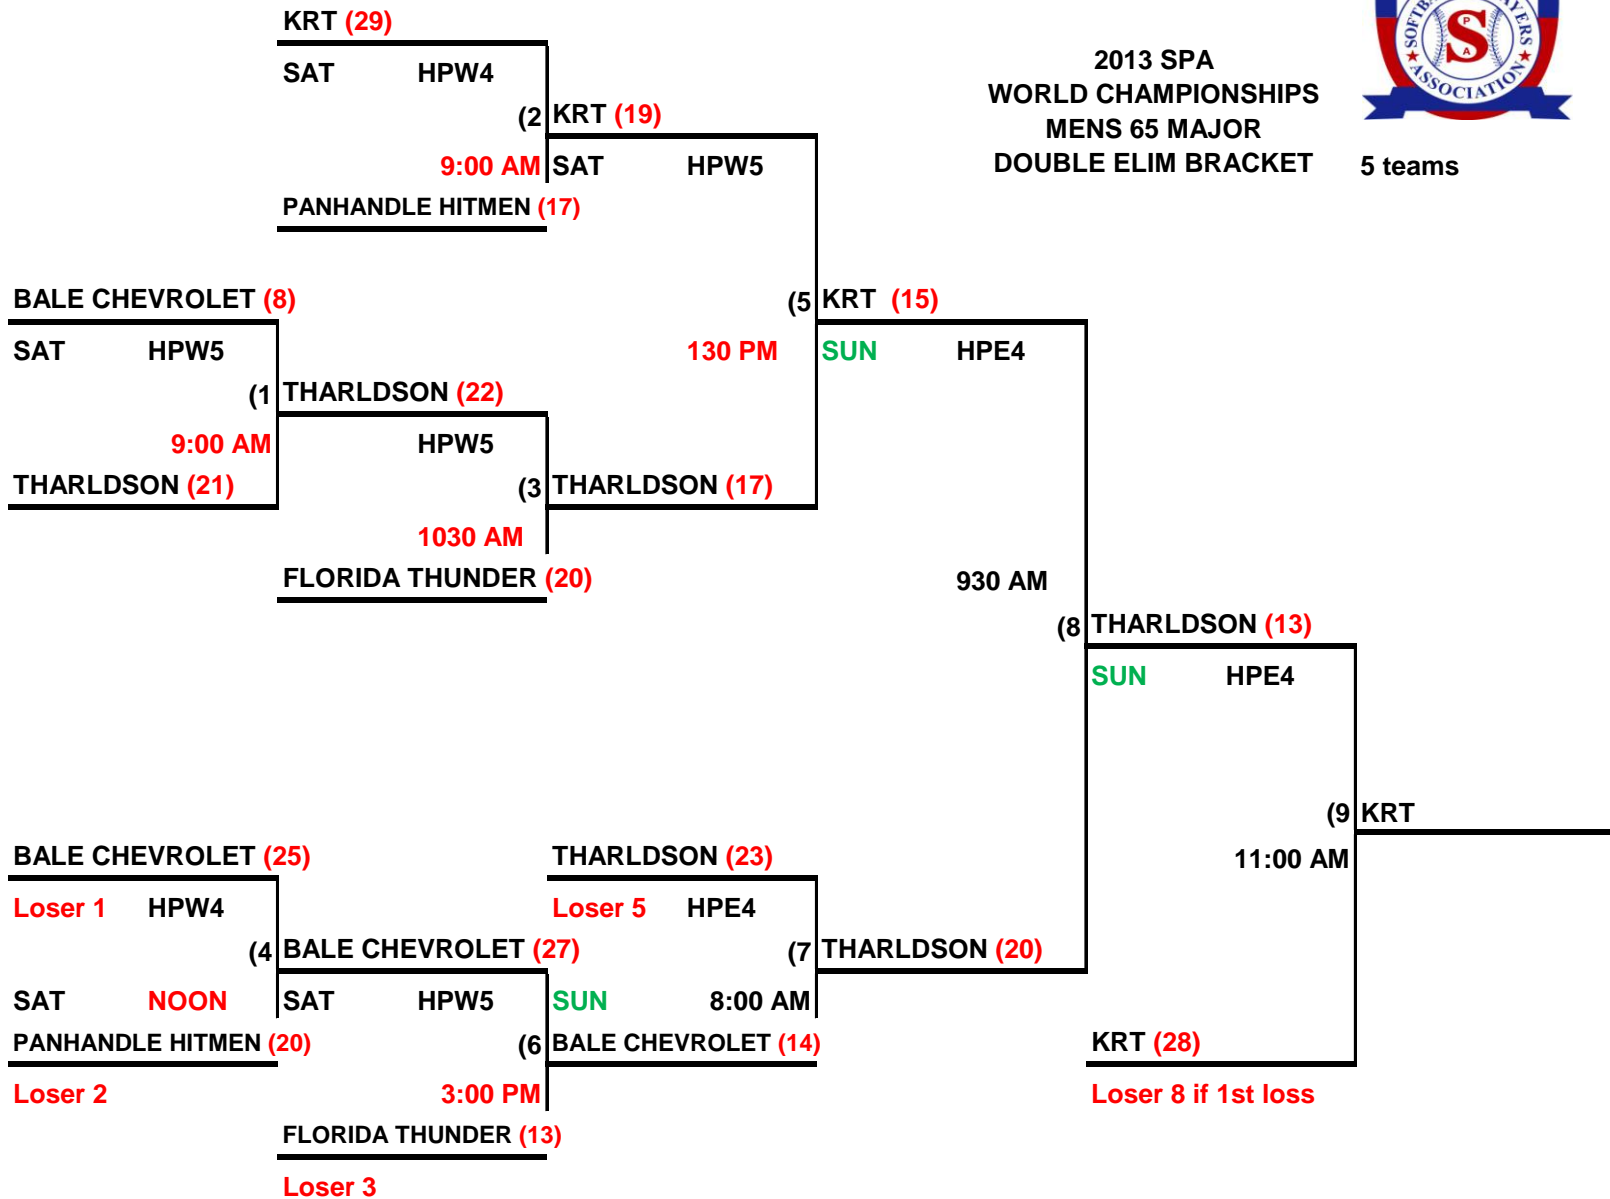 KRT (29)
SAT HPW4
2013 SPA
WORLD CHAMPIONSHIPS
MENS 65 MAJOR
DOUBLE ELIM BRACKET 5 teams
P
S
A
ASSOCIATION
(2 KRT (19)
9:00 AM SAT HPW5
PANHANDLE HITMEN (17)
BALE CHEVROLET (8)
(5 KRT (15)
SAT HPW5
130 PM SUN HPE4
(1 THARLDSON (22)
9:00 AM HPW5
THARLDSON (21)
(3 THARLDSON (17)
1030 AM
FLORIDA THUNDER (20)
930 AM
(8 THARLDSON (13)
SUN HPE4
(9 KRT
11:00 AM
BALE CHEVROLET (25)
THARLDSON (23)
Loser 1 HPW4
Loser 5 HPE4
(4 BALE CHEVROLET (27)
(7 THARLDSON (20)
SAT NOON SAT HPW5
SUN 8:00 AM
PANHANDLE HITMEN (20)
(6 BALE CHEVROLET (14)
KRT (28)
Loser 2
3:00 PM
Loser 8 if 1st loss
FLORIDA THUNDER (13)
Loser 3